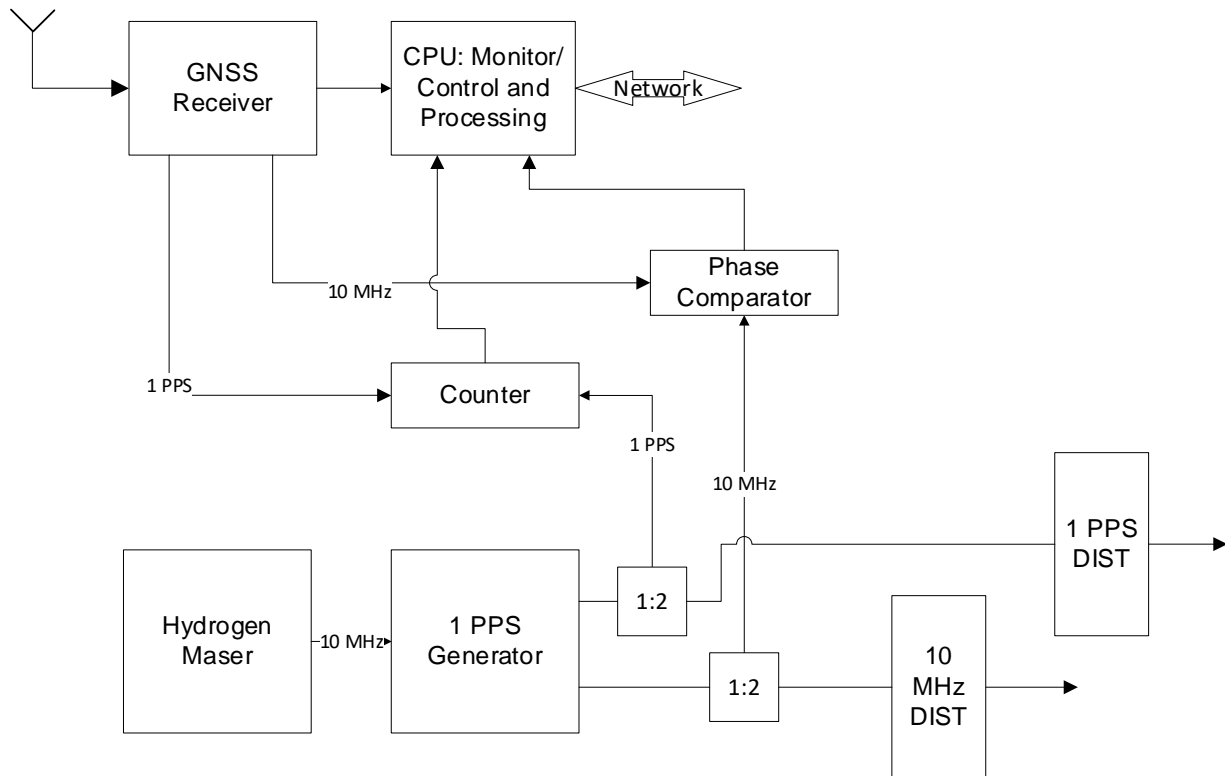 GNSS
Receiver
CPU: Monitor/
Control and
Processing
Network
Phase
Comparator
10 MHz
1 PPS
Counter
1 PPS
10 MHz
1 PPS
DIST
Hydrogen
Maser
10 MHz
1 PPS
Generator
1:2
1:2
10
MHz
DIST